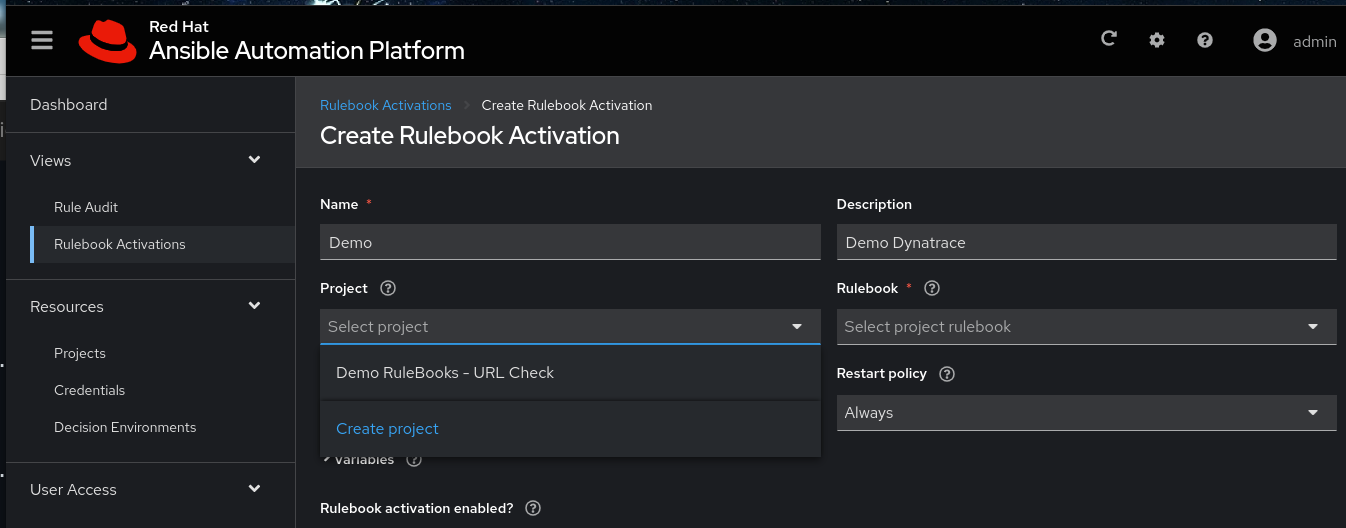 Red Hat
Ansible Automation Platform
admin
Dashboard
Views
Rule Audit
Rulebook Activations
Resources
Projects
Credentials
Decision Environments
User Access
Rulebook Activations > Create Rulebook Activation
Create Rulebook Activation
Name *
Description
Demo
Demo Dynatrace
Project
Rulebook *
Select project
Select project rulebook
Demo RuleBooks - URL Check
Restart policy
Create project
Always
Variables
Rulebook activation enabled?